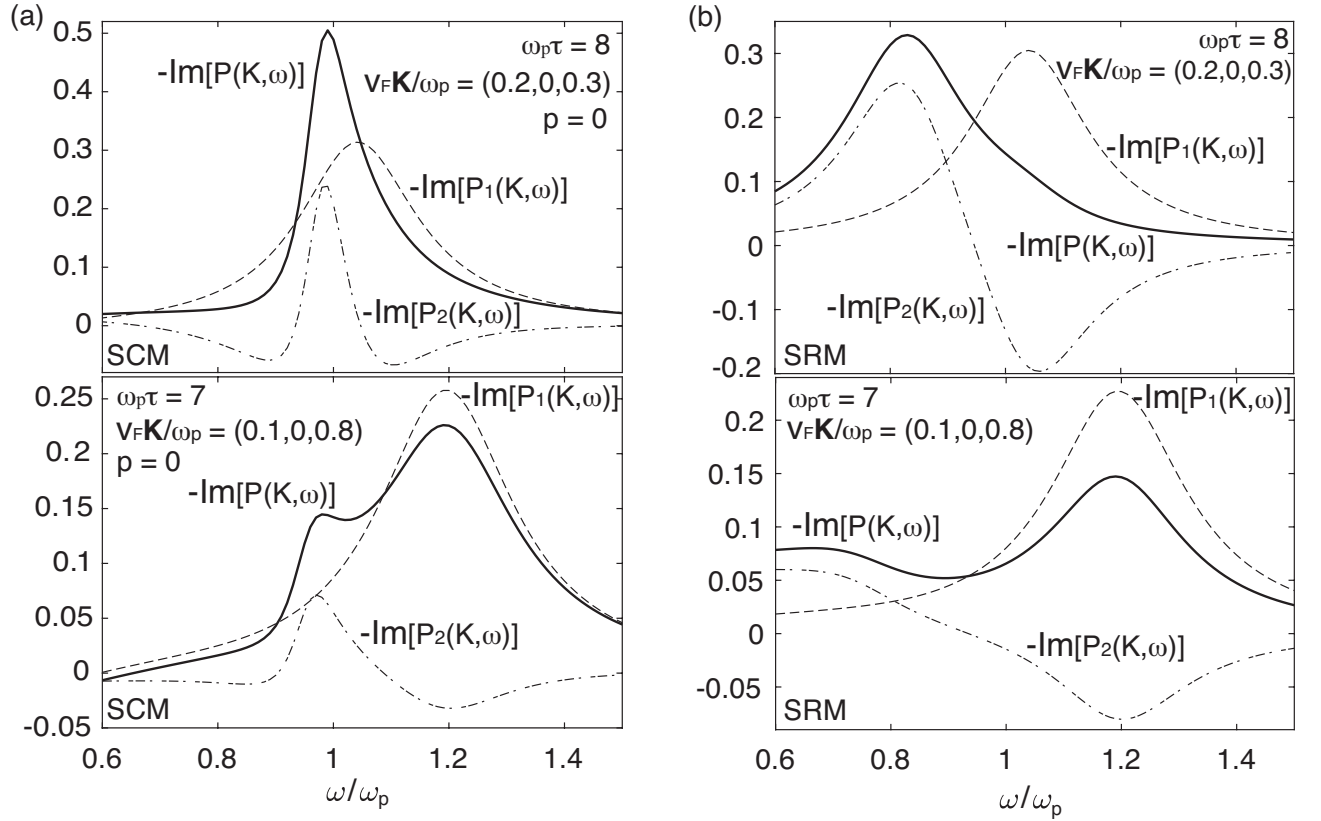 (a)
0.5
0.4
0.3
0.2
0.1
0
ωpτ = 8
vFK/ωp = (0.2,0,0.3)
p = 0
-Im[P(K,ω)]
-Im[P1(K,ω)]
-Im[P2(K,ω)]
SCM
0.25
0.2
0.15
0.1
0.05
0
-0.05
ωpτ = 7
vFK/ωp = (0.1,0,0.8)
p = 0
-Im[P1(K,ω)]
-Im[P(K,ω)]
-Im[P2(K,ω)]
SCM
0.6 0.8 1 1.2 1.4
ω/ωp
(b)
0.3
0.2
0.1
0
-0.1
-0.2
ωpτ = 8
vFK/ωp = (0.2,0,0.3)
-Im[P1(K,ω)]
-Im[P(K,ω)]
-Im[P2(K,ω)]
SRM
0.2
0.15
0.1
0.05
0
-0.05
ωpτ = 7
vFK/ωp = (0.1,0,0.8)
-Im[P1(K,ω)]
-Im[P(K,ω)]
-Im[P2(K,ω)]
SRM
0.6 0.8 1 1.2 1.4
ω/ωp